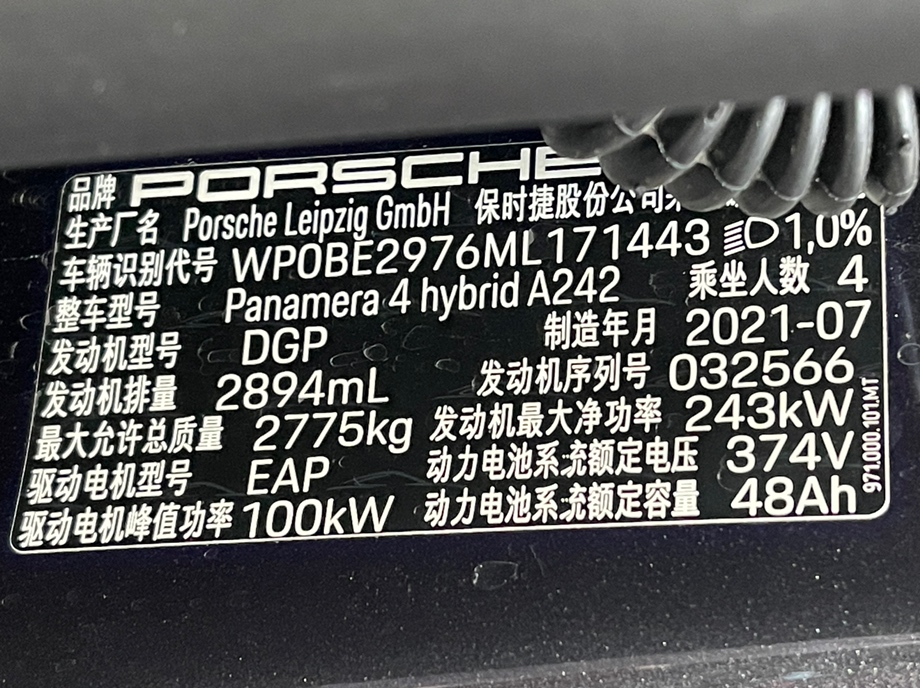 品牌 PORSCHE
生产厂名 Porsche Leipzig GmbH 保时捷股份公司
车辆识别代号 WP0BE2976ML171443 1,0%
整车型号 Panamera 4 hybrid A242 乘坐人数 4
发动机型号 DGP 制造年月 2021-07
发动机排量 2894mL 发动机序列号 032566
最大允许总质量 2775kg 发动机最大净功率 243kW
驱动电机型号 EAP 动力电池系统额定电压 374V
驱动电机峰值功率 100kW 动力电池系统额定容量 48Ah
971.000.101.MT